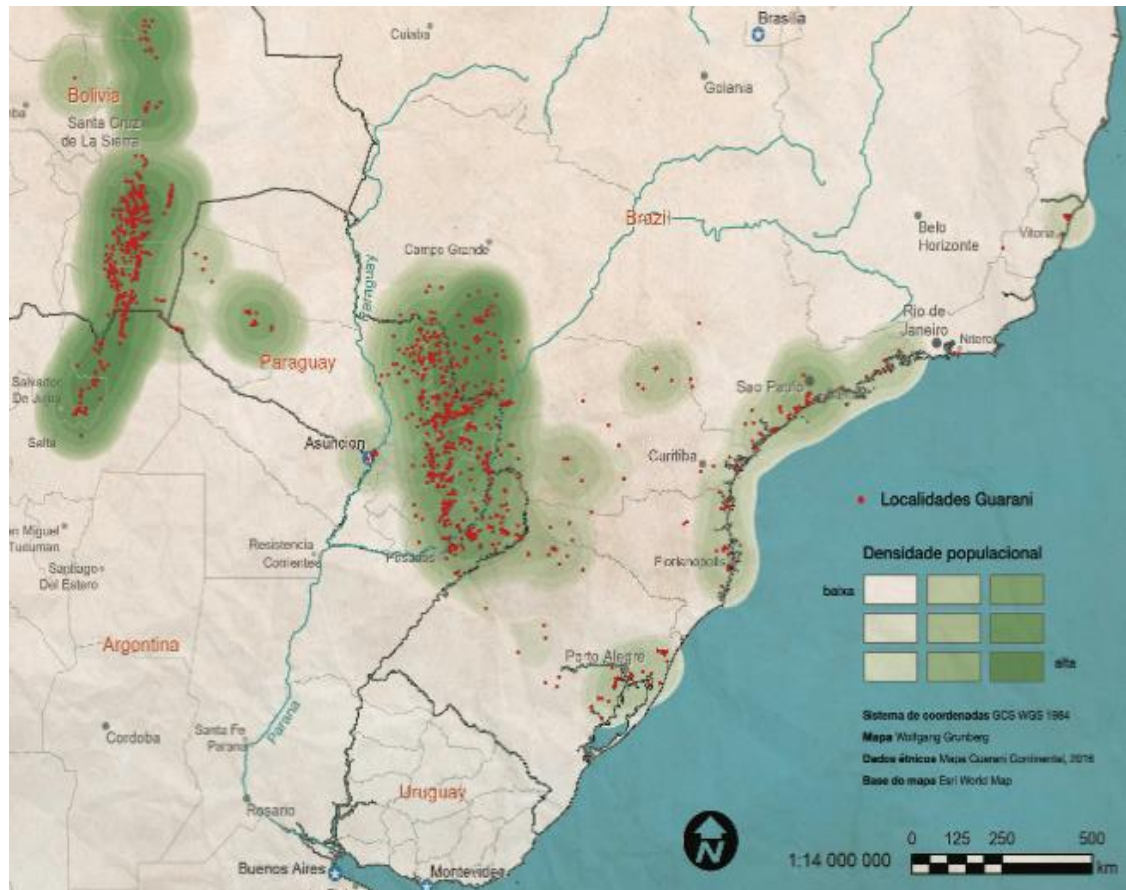 Brasilia
Cuiaba
Goiania
Bolivia
Santa Cruz
de La Sierra
Brazil
Belo
Horizonte
Vitoria
Campo Grande
Paraguay
Rio de
Janeiro
Niteroi
Paraguay
Sao Paulo
Salvador
De Jujuy
Salta
Asuncion
Curitiba
Localidades Guarani
San Miguel
Tucuman
Santiago
Del Estero
Resistencia
Corrientes
Posadas
Florianopolis
Densidade populacional
baixa
alta
Argentina
Porto Alegre
Cordoba
Santa Fe
Parana
Parana
Sistema de coordenadas GCS WGS 1984
Mapa Wolfgang Grunberg
Dados étnicos Mapa Guarani Continental, 2016
Base do mapa Esri World Map
Uruguay
Rosario
N
Buenos Aires
Montevideo
1:14 000 000
0 125 250 500
km